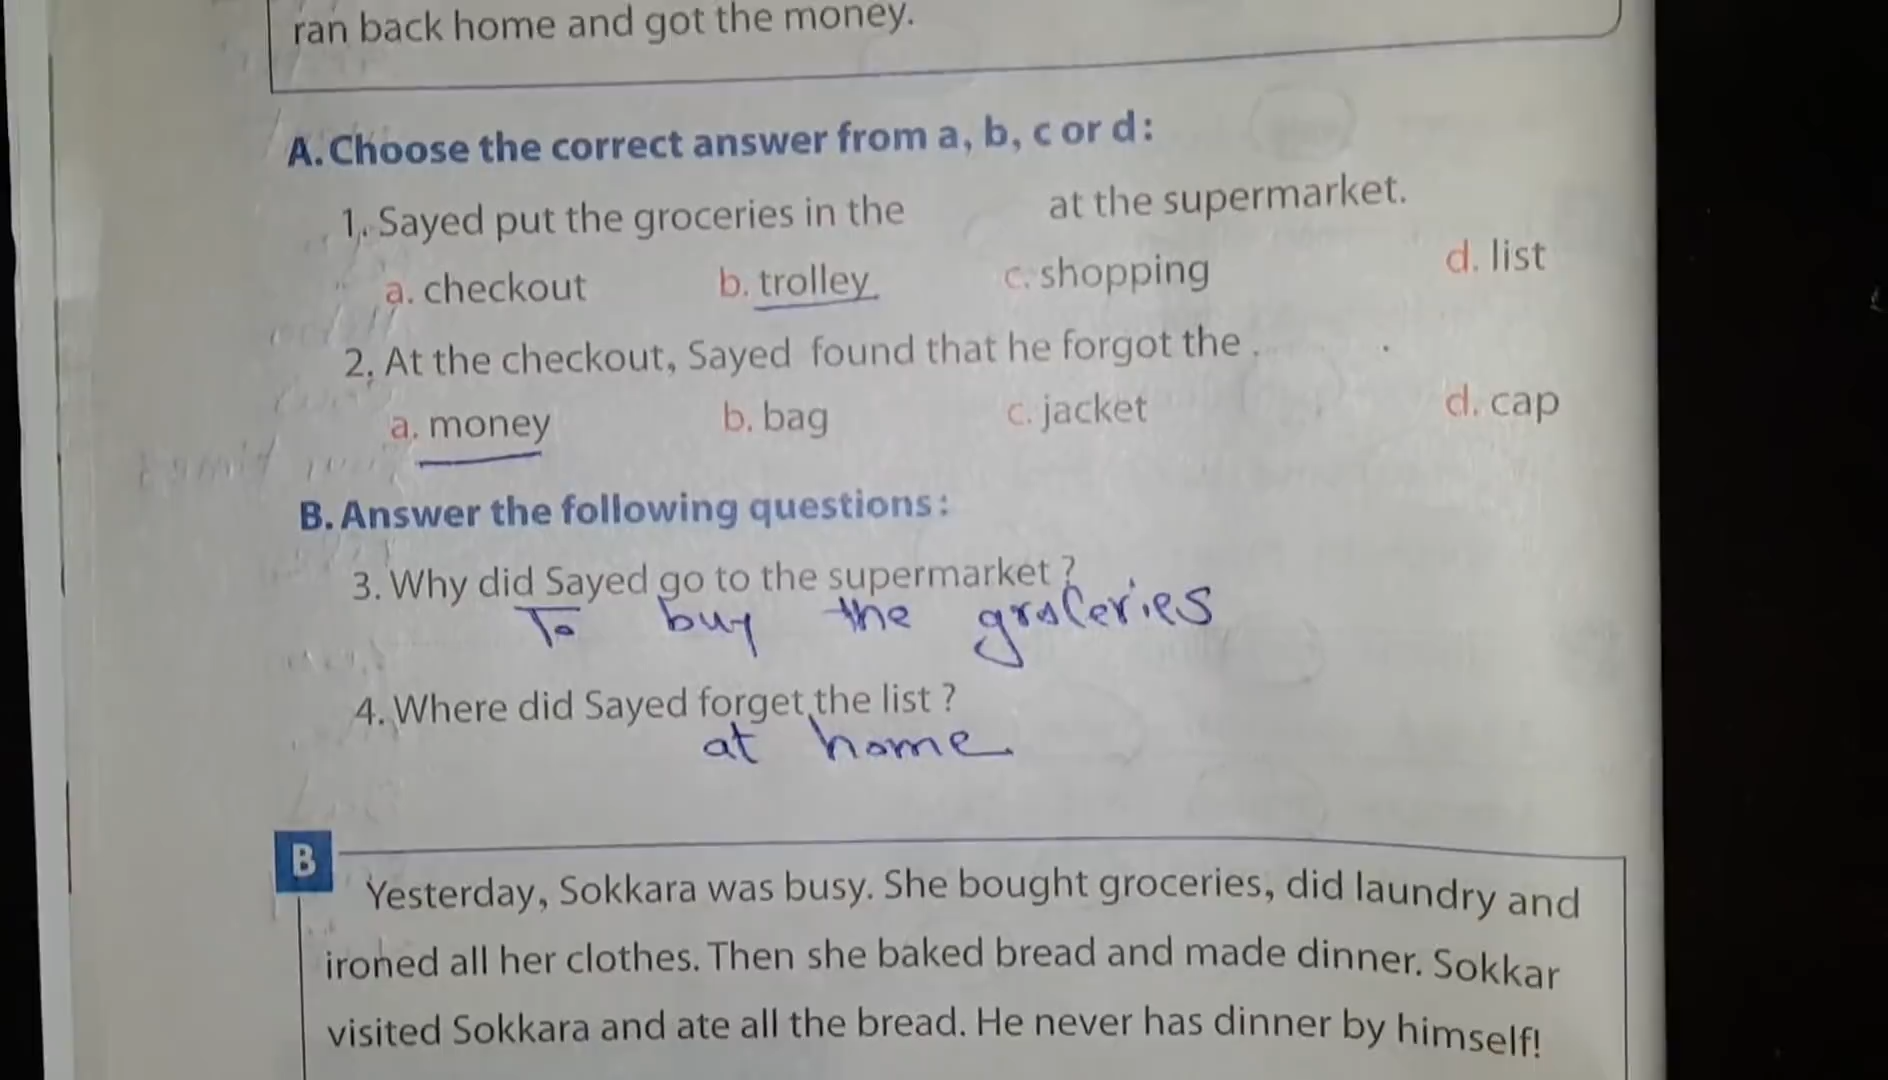 ran back home and got the money.
A. Choose the correct answer from a, b, c or d:
1. Sayed put the groceries in the at the supermarket.
a. checkout b. trolley c. shopping d. list
2. At the checkout, Sayed found that he forgot the .
a. money b. bag c. jacket d. cap
B. Answer the following questions:
3. Why did Sayed go to the supermarket ?
To buy the groceries
4. Where did Sayed forget the list ?
at home
B
Yesterday, Sokkara was busy. She bought groceries, did laundry and
ironed all her clothes. Then she baked bread and made dinner. Sokkar
visited Sokkara and ate all the bread. He never has dinner by himself!